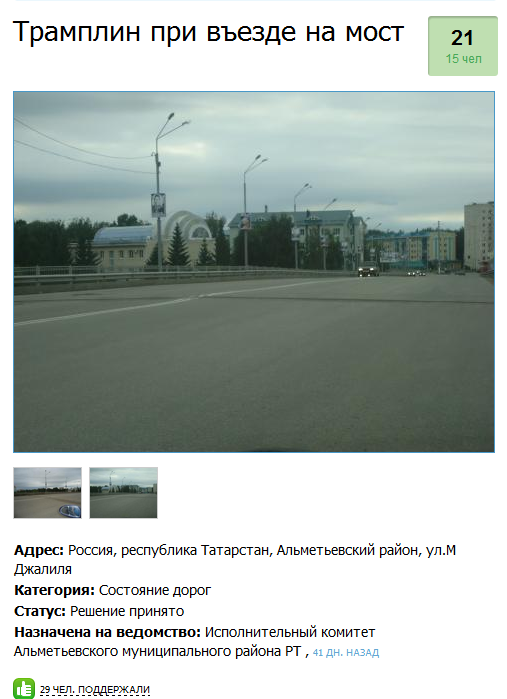 Трамплин при въезде на мост
21
15 чел
Адрес: Россия, республика Татарстан, Альметьевский район, ул.М
Джалиля
Категория: Состояние дорог
Статус: Решение принято
Назначена на ведомство: Исполнительный комитет
Альметьевского муниципального района РТ , 41 ДН. НАЗАД
29 ЧЕЛ. ПОДДЕРЖАЛИ